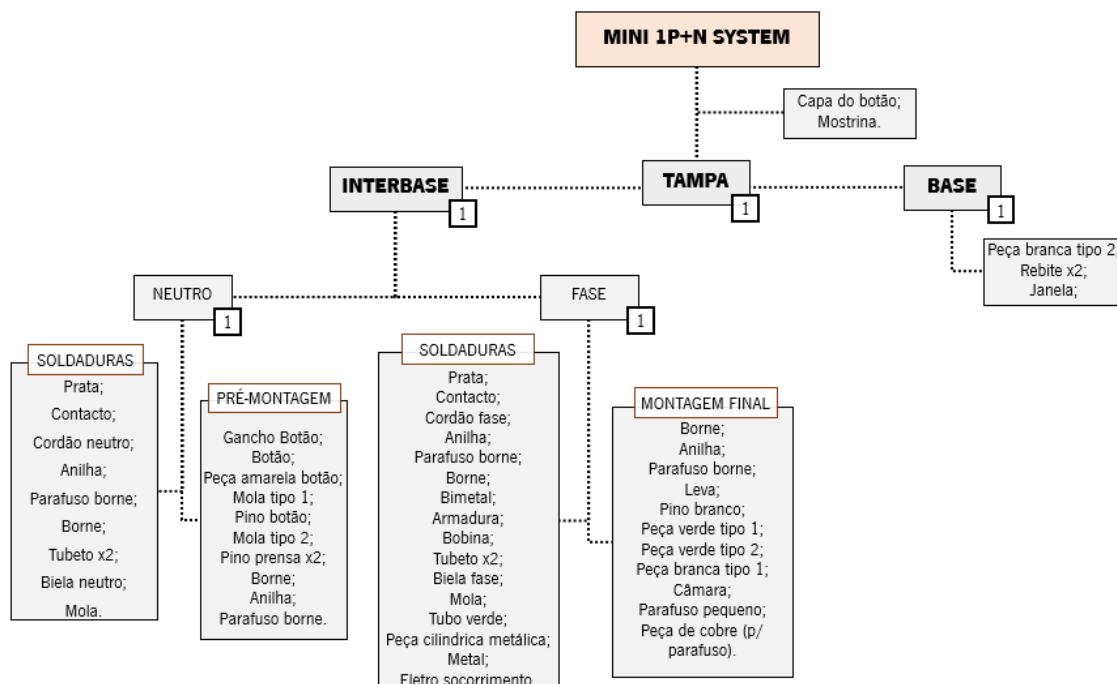 MINI 1P+N SYSTEM
Capa do botão;
Mostrina.
INTERBASE
1
TAMPA
1
BASE
1
Peça branca tipo 2;
Rebite x2;
Janela;
NEUTRO
1
FASE
1
SOLDADURAS
Prata;
Contacto;
Cordão neutro;
Anilha;
Parafuso borne;
Borne;
Tubeto x2;
Biela neutro;
Mola.
PRÉ-MONTAGEM
Gancho Botão;
Botão;
Peça amarela botão;
Mola tipo 1;
Pino botão;
Mola tipo 2;
Pino prensa x2;
Borne;
Anilha;
Parafuso borne.
SOLDADURAS
Prata;
Contacto;
Cordão fase;
Anilha;
Parafuso borne;
Borne;
Bimetal;
Armadura;
Bobina;
Tubeto x2;
Biela fase;
Mola;
Tubo verde;
Peça cilindrica metálica;
Metal;
Eletro socorrimento
MONTAGEM FINAL
Borne;
Anilha;
Parafuso borne;
Leva;
Pino branco;
Peça verde tipo 1;
Peça verde tipo 2;
Peça branca tipo 1;
Câmara;
Parafuso pequeno;
Peça de cobre (p/
parafuso).